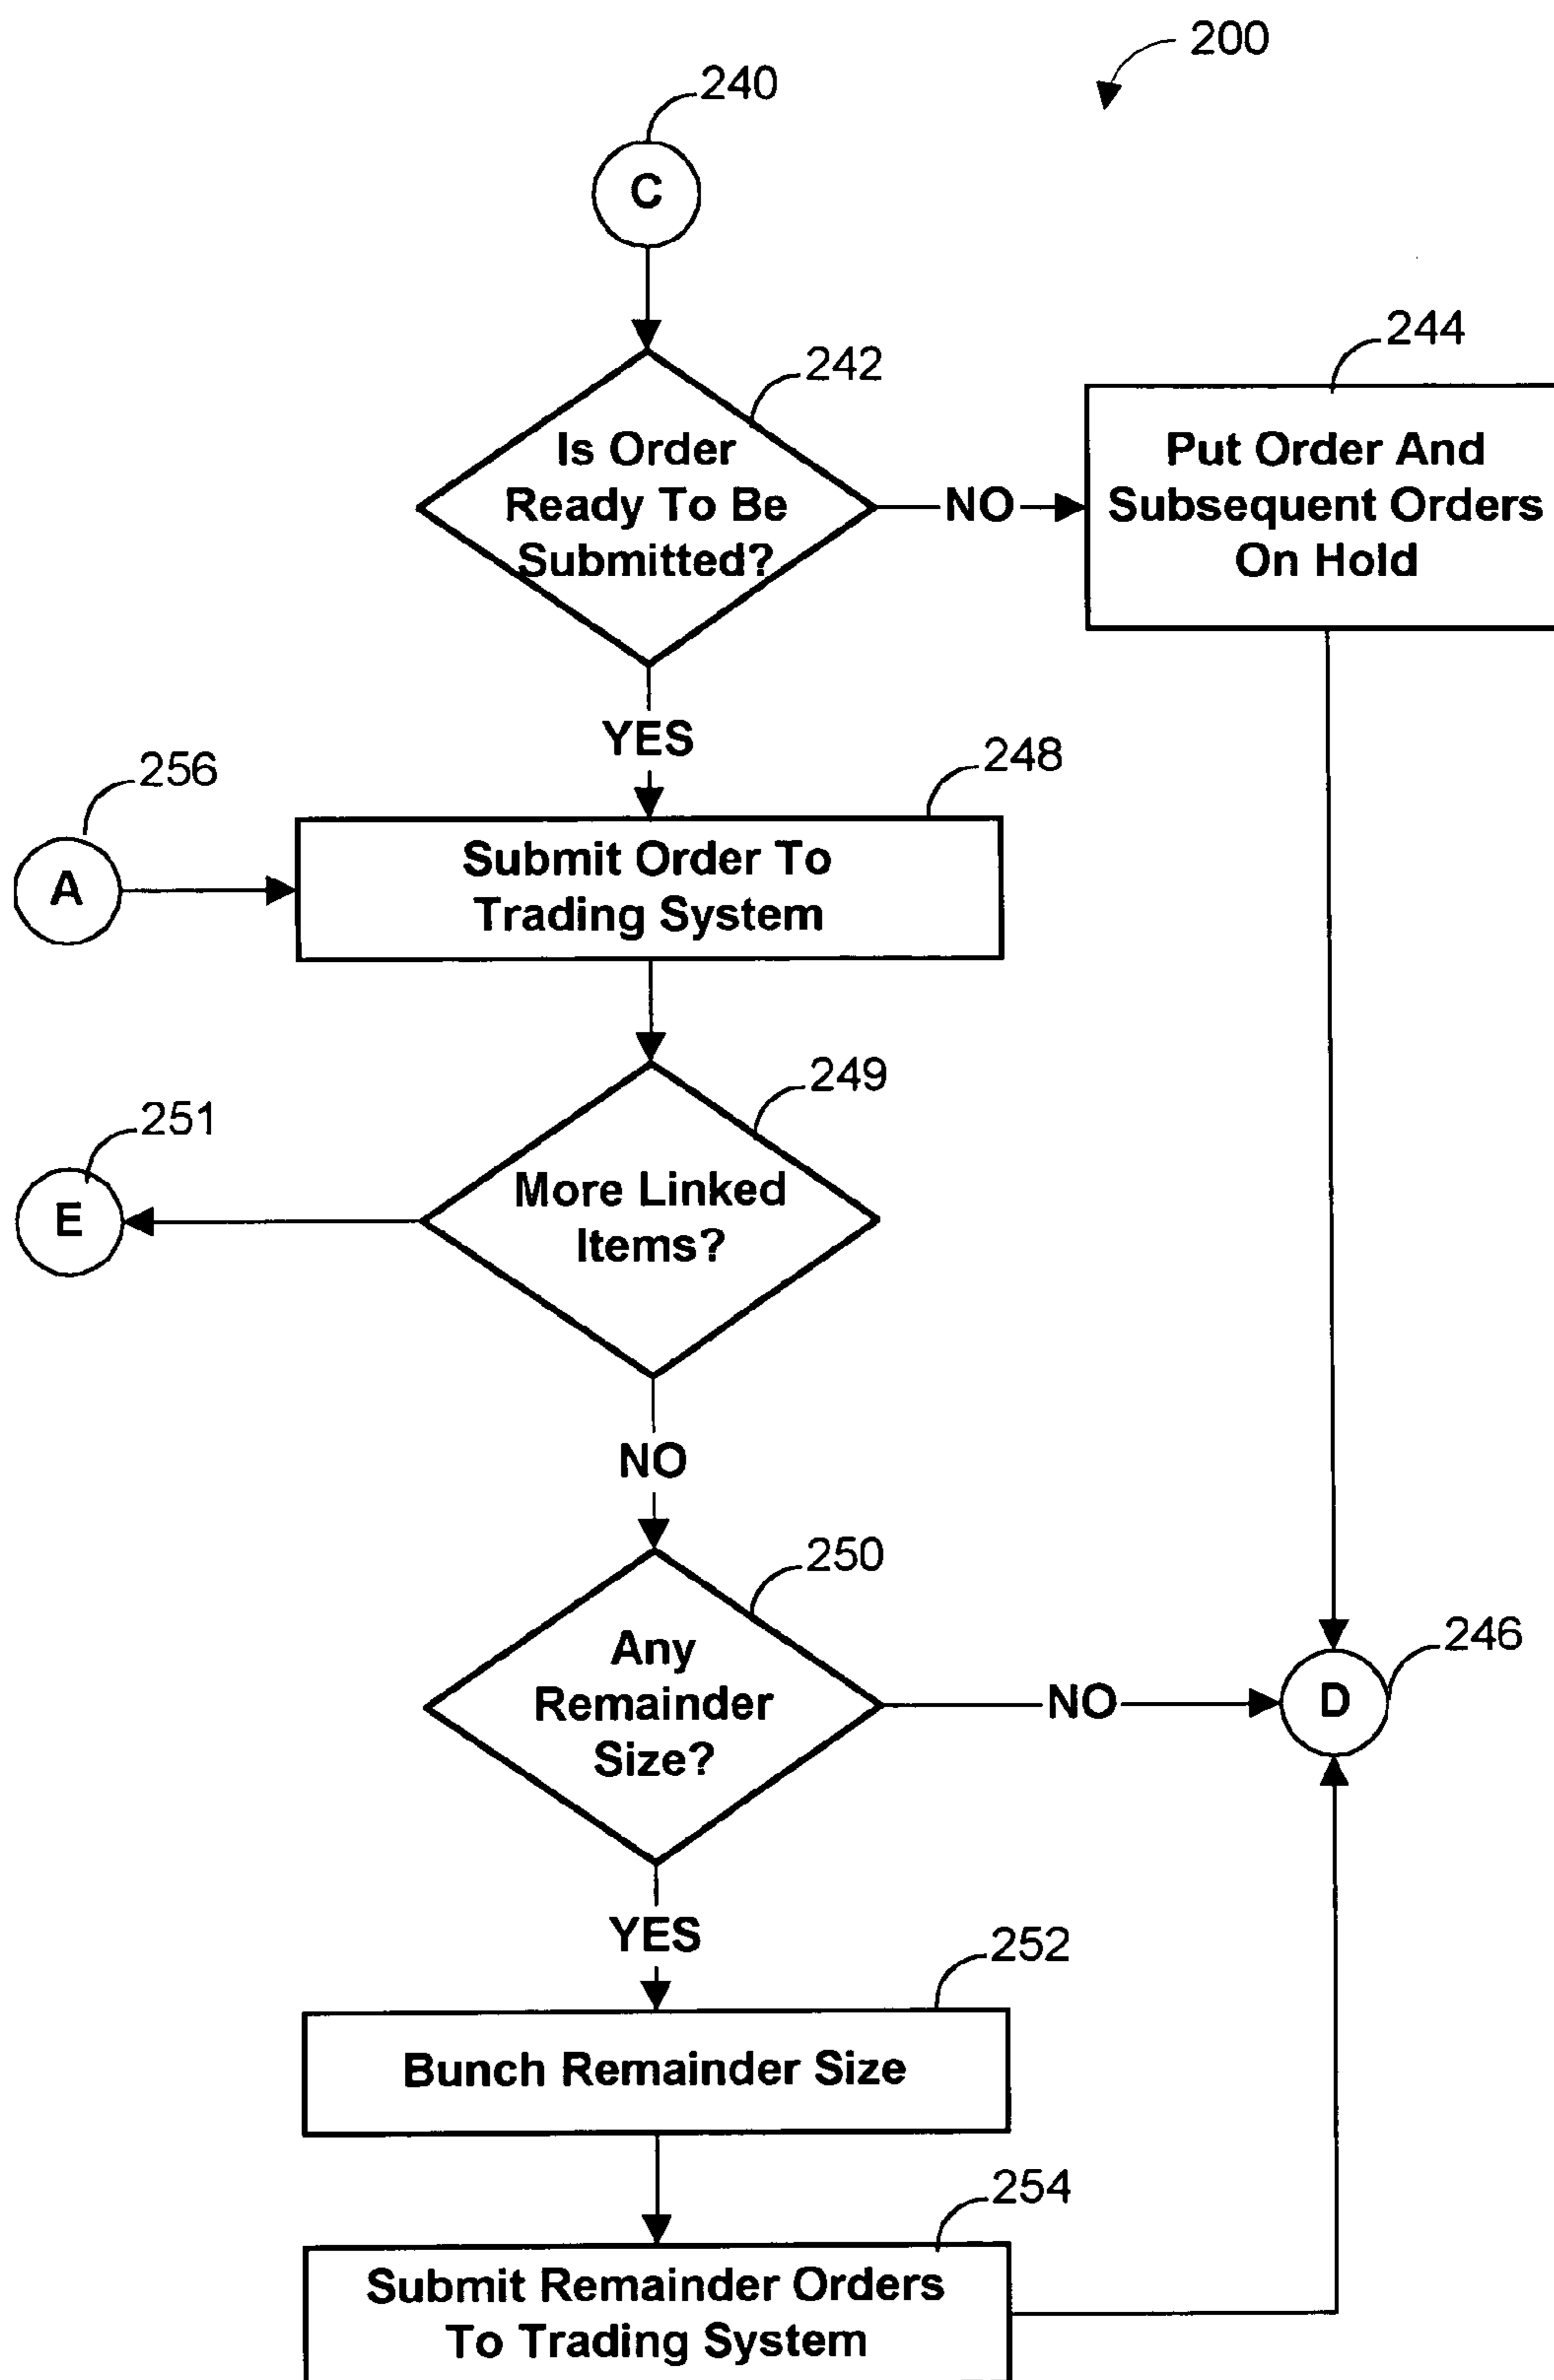 200
240
C
242
Is Order
Ready To Be
Submitted?
NO
244
Put Order And
Subsequent Orders
On Hold
YES
256
A
248
Submit Order To
Trading System
249
More Linked
Items?
251
E
NO
250
Any
Remainder
Size?
NO
246
D
YES
252
Bunch Remainder Size
254
Submit Remainder Orders
To Trading System